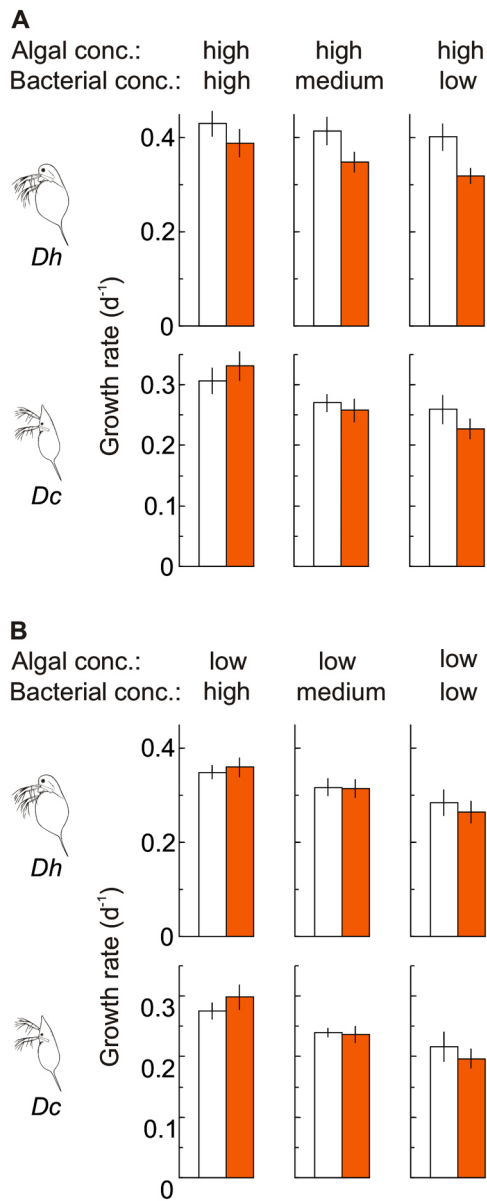 A
Algal conc.: high high high
Bacterial conc.: high medium low
0.4
0.2
0
Dh
Growth rate (d-1)
0.3
0.2
0.1
0
Dc
B
Algal conc.: low low low
Bacterial conc.: high medium low
0.4
0.2
0
Dh
Growth rate (d-1)
0.3
0.2
0.1
0
Dc